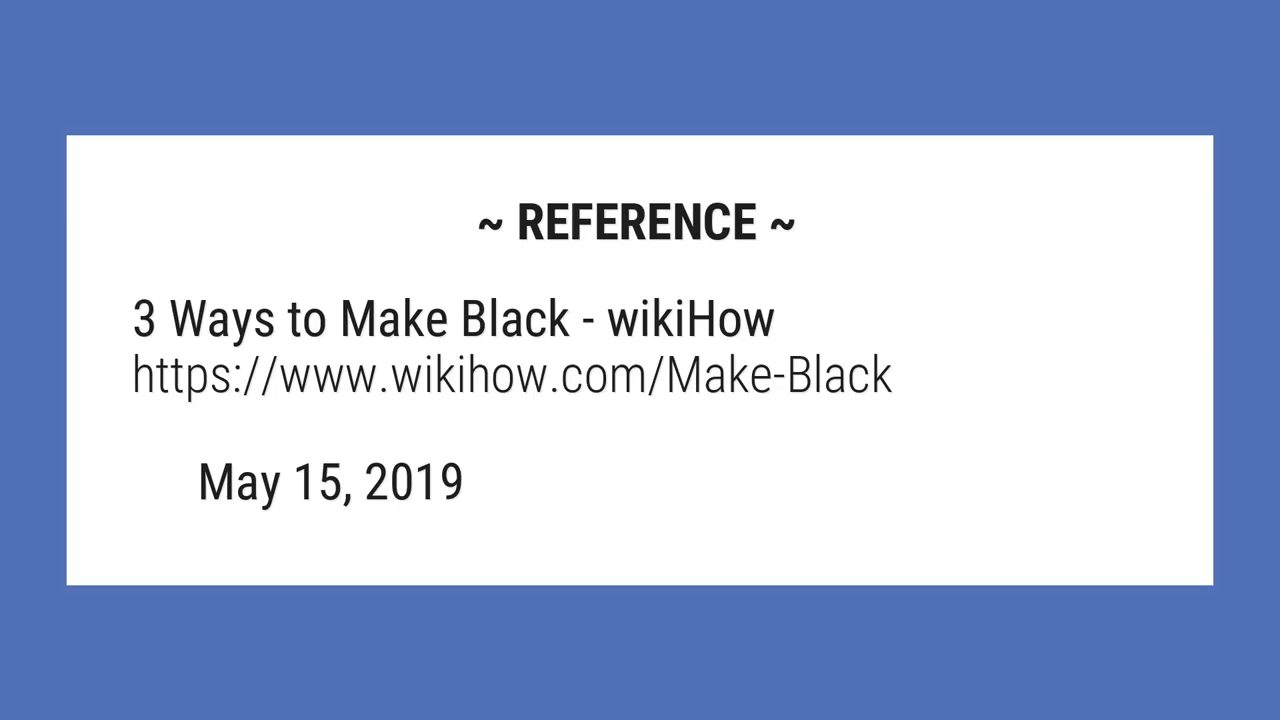 ~ REFERENCE ~
3 Ways to Make Black - wikiHow
https://www.wikihow.com/Make-Black
May 15, 2019